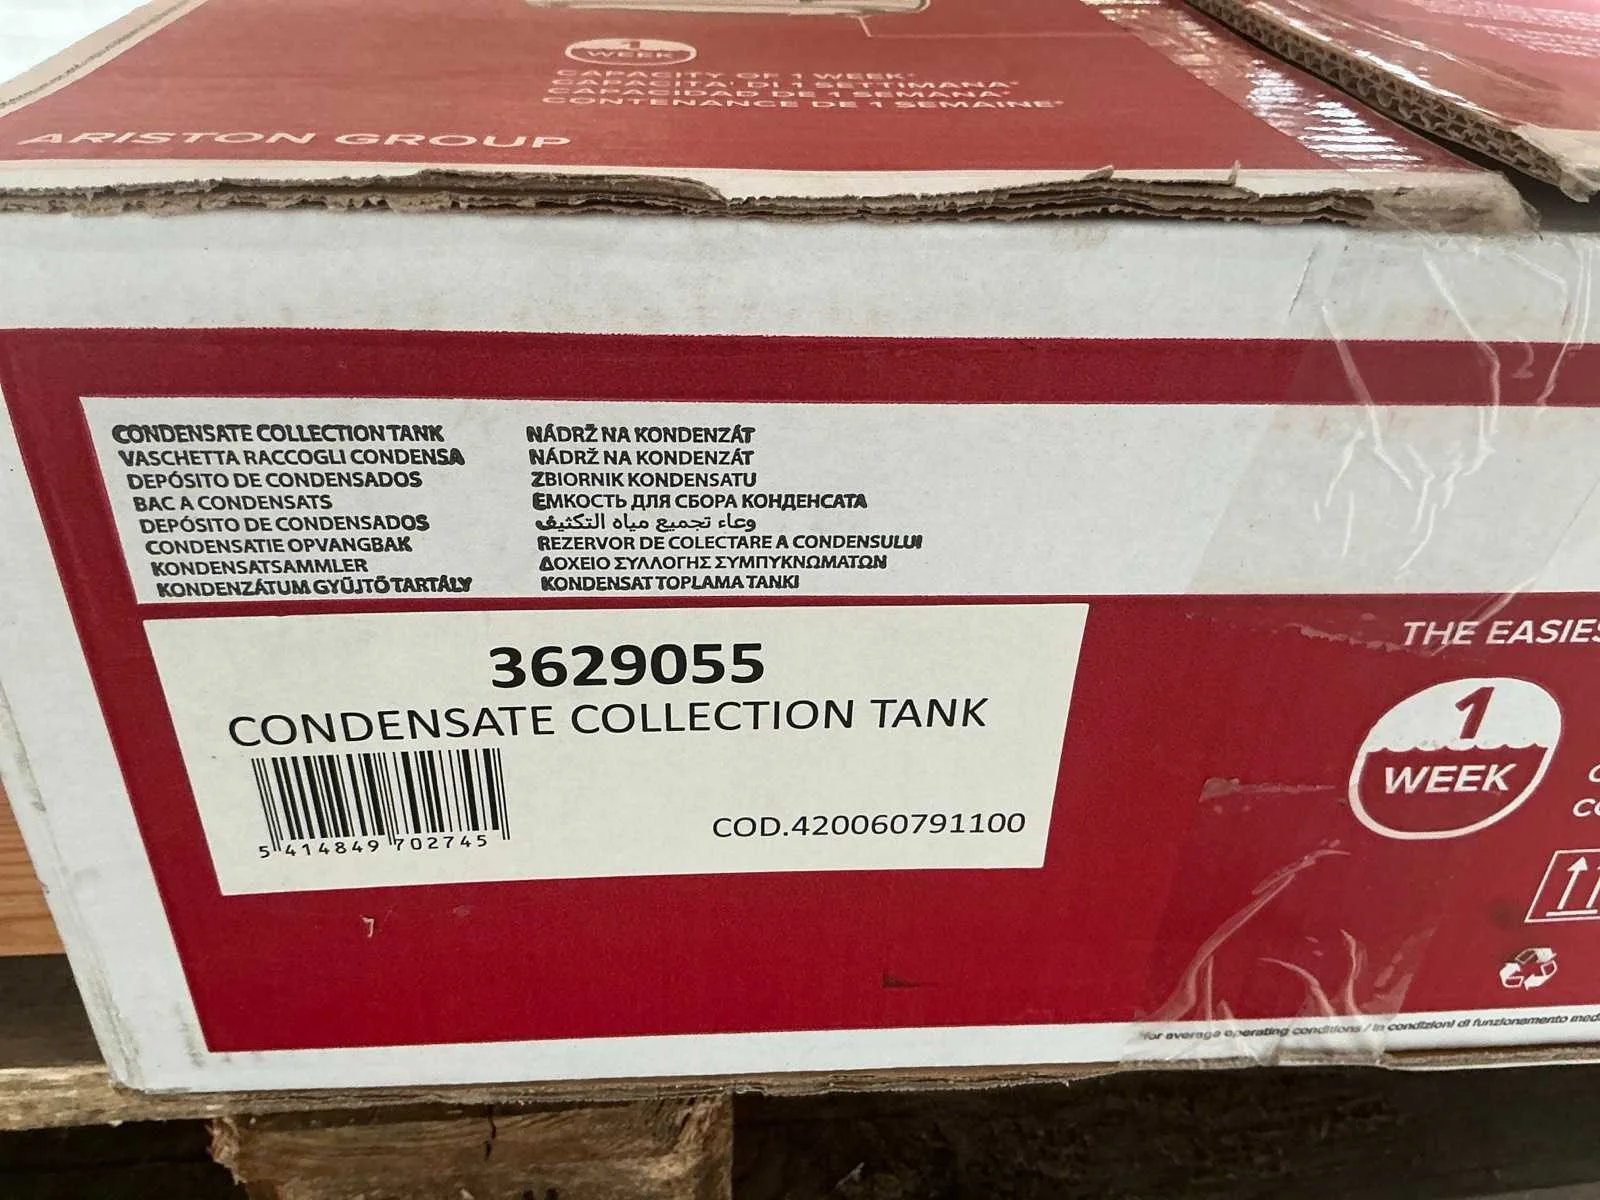 1
WEEK
CAPACITY OF 1 WEEK*
CAPACITA' DI 1 SETTIMANA*
CAPACIDAD DE 1 SEMANA*
CONTENANCE DE 1 SEMAINE*
ARISTON GROUP
CONDENSATE COLLECTION TANK
VASCHETTA RACCOGLI CONDENSA
DEPÓSITO DE CONDENSADOS
BAC A CONDENSATS
DEPÓSITO DE CONDENSADOS
CONDENSATIE OPVANGBAK
KONDENSATSAMMLER
KONDENZÁTUM GYŰJTŐ TARTÁLY
NÁDRŽ NA KONDENZÁT
NÁDRŽ NA KONDENZÁT
ZBIORNIK KONDENSATU
ЕМКОСТЬ ДЛЯ СБОРА КОНДЕНСАТА
وعاء تجميع مياه التكثيف
REZERVOR DE COLECTARE A CONDENSULUI
ΔΟΧΕΙΟ ΣΥΛΛΟΓΗΣ ΣΥΜΠΥΚΝΩΜΑΤΩΝ
KONDENSAT TOPLAMA TANKI
3629055
CONDENSATE COLLECTION TANK
5 414849 702745
COD.420060791100
THE EASIES
1
WEEK
*for average operating conditions / in condizioni di funzionamento med